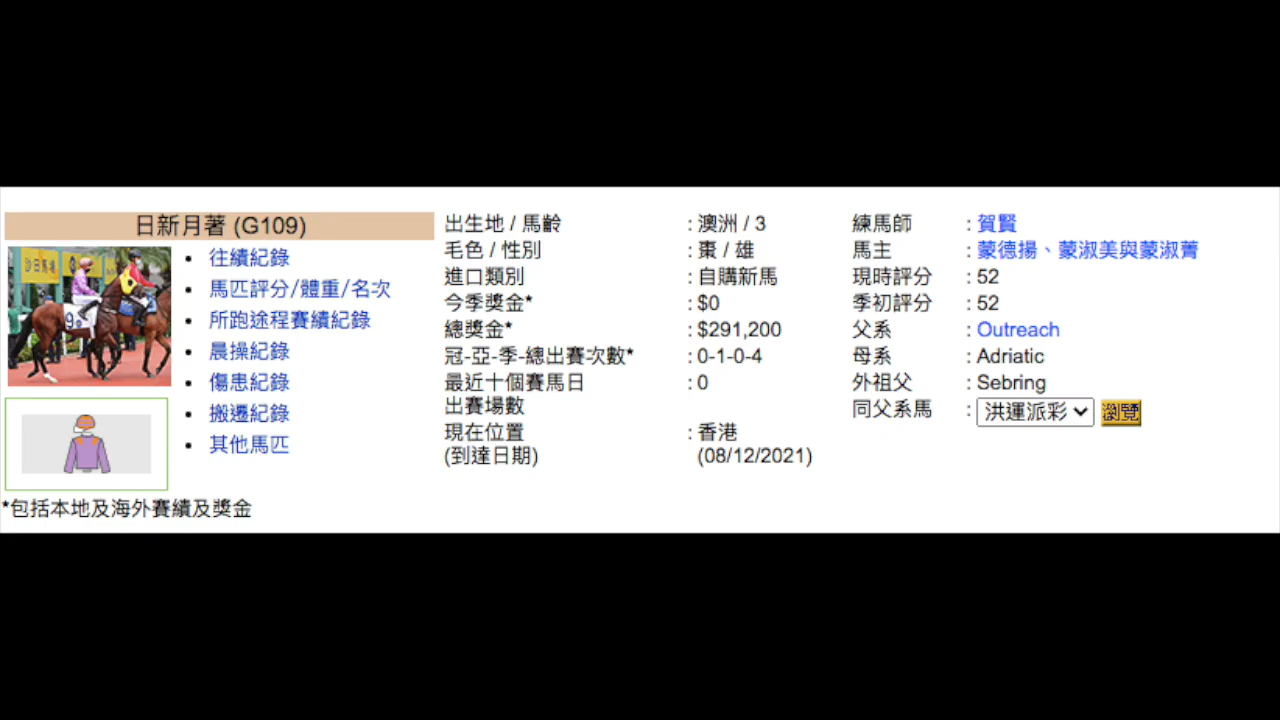 日新月著 (G109)
往績紀錄
馬匹評分/體重/名次
所跑途程賽績紀錄
晨操紀錄
傷患紀錄
搬遷紀錄
其他馬匹
沙田馬場
9
出生地 / 馬齡 : 澳洲 / 3
毛色 / 性別 : 棗 / 雄
進口類別 : 自購新馬
今季獎金* : $0
總獎金* : $291,200
冠-亞-季-總出賽次數* : 0-1-0-4
最近十個賽馬日 : 0
出賽場數
現在位置 : 香港
(到達日期) (08/12/2021)
練馬師 : 賀賢
馬主 : 蒙德揚、蒙淑美與蒙淑菁
現時評分 : 52
季初評分 : 52
父系 : Outreach
母系 : Adriatic
外祖父 : Sebring
同父系馬 : 洪運派彩 瀏覽
*包括本地及海外賽績及獎金